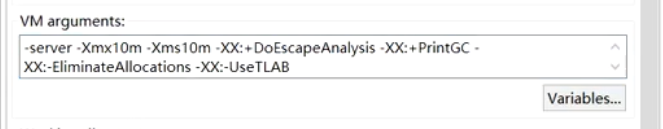 VM arguments:
-server -Xmx10m -Xms10m -XX:+DoEscapeAnalysis -XX:+PrintGC -
XX:-EliminateAllocations -XX:-UseTLAB
Variables...